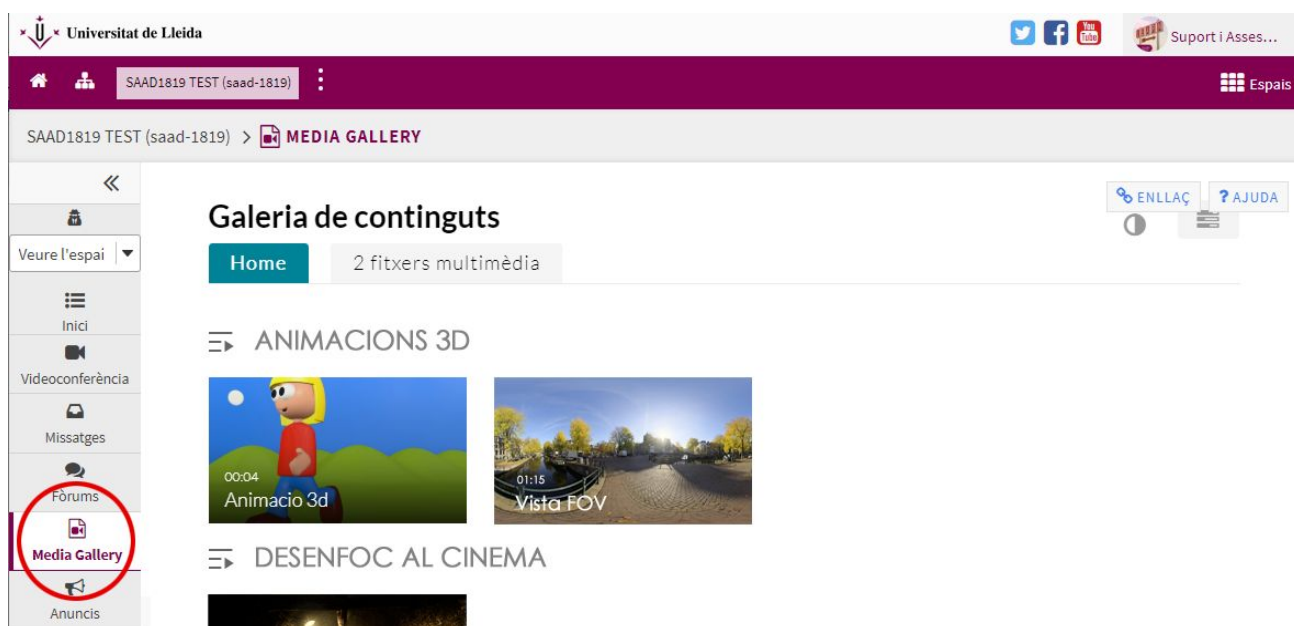 Universitat de Lleida
You Tube
Suport i Asses...
SAAD1819 TEST (saad-1819)
Espais
SAAD1819 TEST (saad-1819) > MEDIA GALLERY
ENLLAÇ
? AJUDA
Veure l'espai
Inici
Videoconferència
Missatges
Fòrums
Media Gallery
Anuncis
Galeria de continguts
Home
2 fitxers multimèdia
ANIMACIONS 3D
00:04
Animacio 3d
01:15
Vista FOV
DESENFOC AL CINEMA